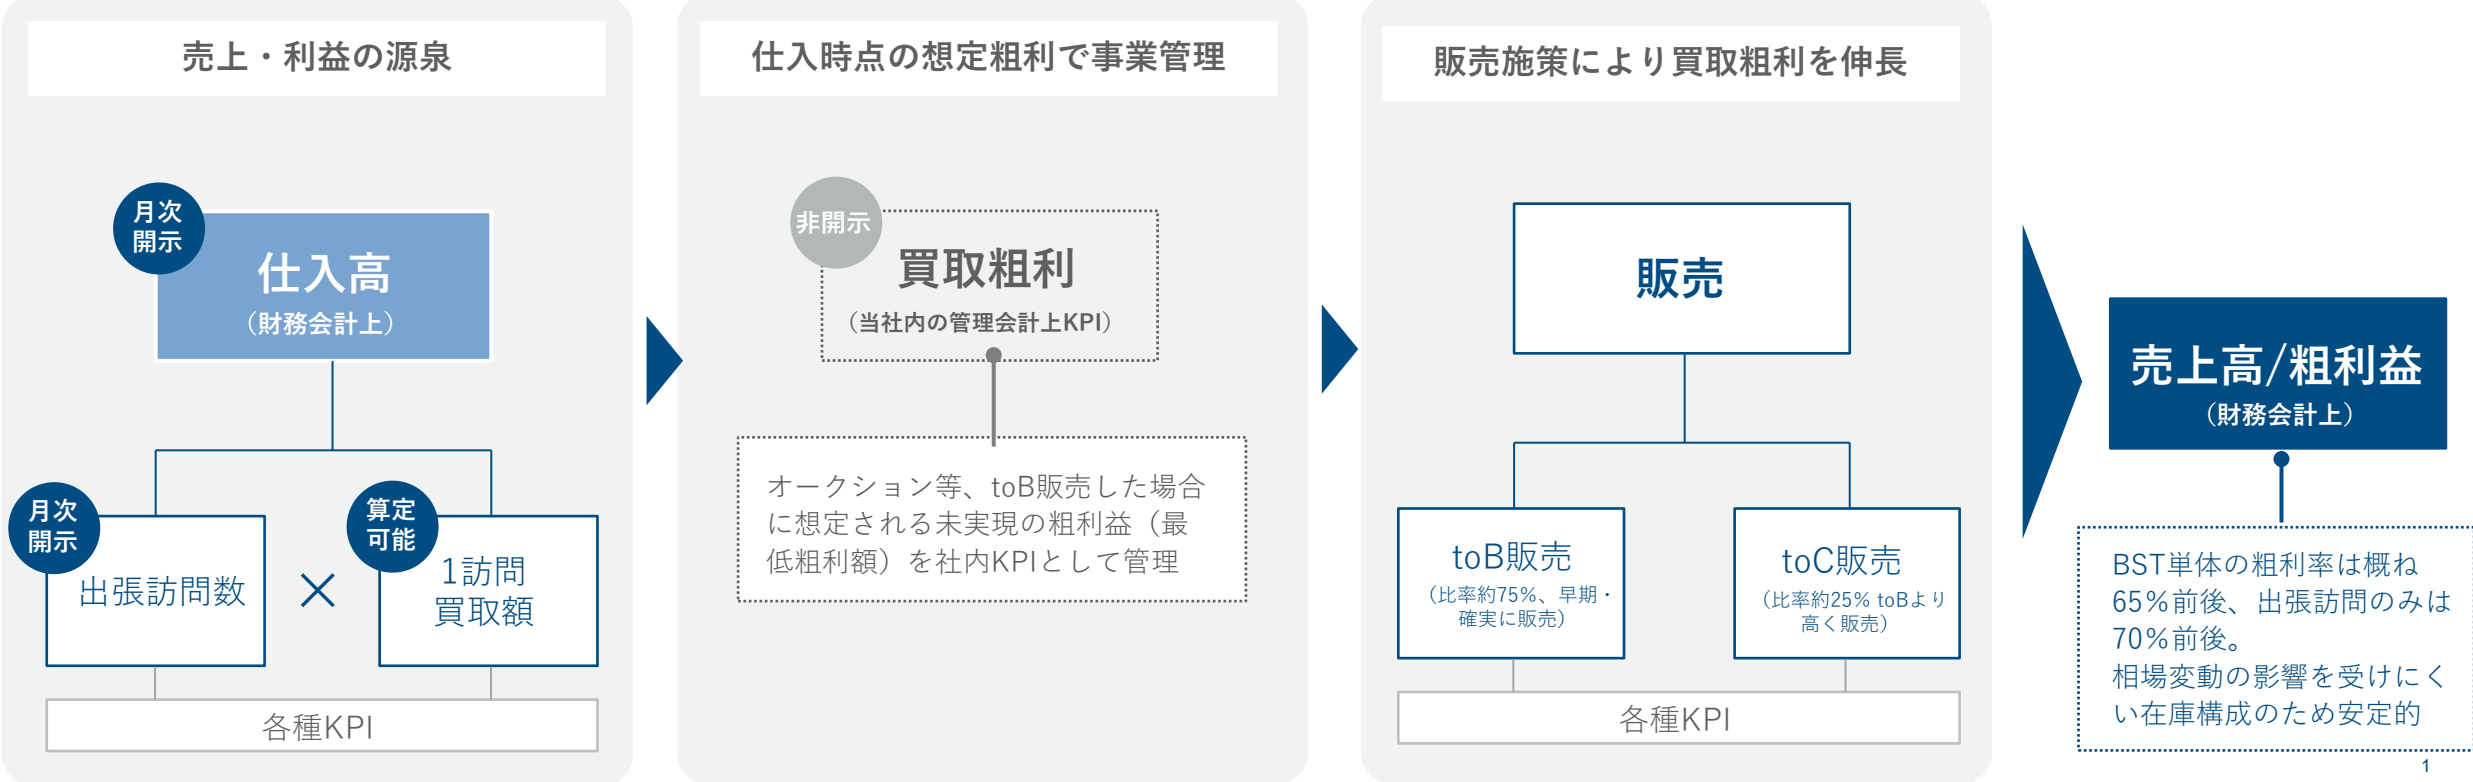 売上・利益の源泉
月次
開示
仕入高
（財務会計上）
月次
開示
出張訪問数
×
算定
可能
1訪問
買取額
各種KPI
仕入時点の想定粗利で事業管理
非開示
買取粗利
（当社内の管理会計上KPI）
オークション等、toB販売した場合
に想定される未実現の粗利益（最
低粗利額）を社内KPIとして管理
販売施策により買取粗利を伸長
販売
toB販売
（比率約75%、早期・
確実に販売）
toC販売
（比率約25% toBより
高く販売）
各種KPI
売上高/粗利益
（財務会計上）
BST単体の粗利率は概ね
65％前後、出張訪問のみは
70％前後。
相場変動の影響を受けにく
い在庫構成のため安定的
1